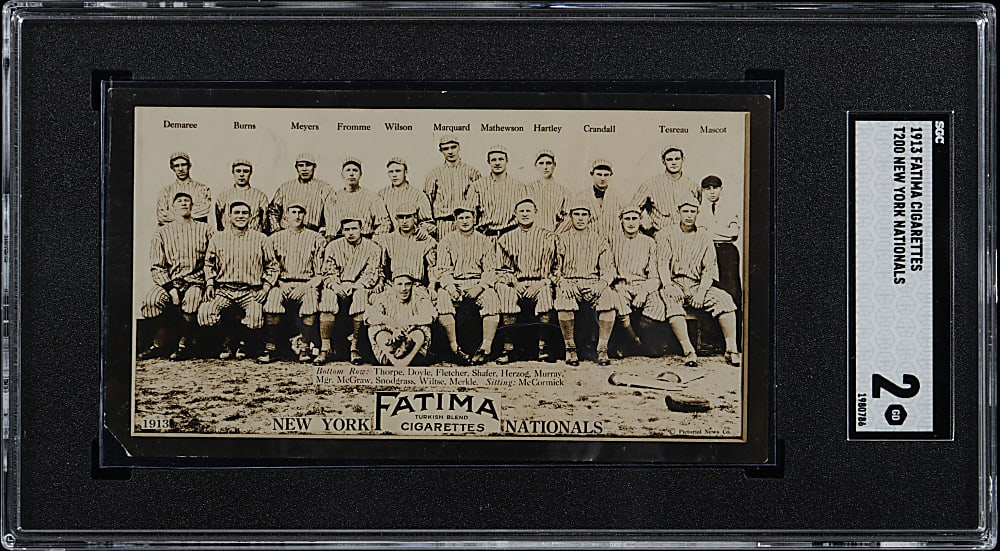 Demaree Burns Meyers Fromme Wilson Marquard Mathewson Hartley Crandall Tesreau Mascot
Bottom Row: Thorpe, Doyle, Fletcher, Shafer, Herzog, Murray,
Mgr. McGraw, Snodgrass, Wiltse, Merkle. Sitting: McCormick
FATIMA
TURKISH BLEND
CIGARETTES
1913 NEW YORK NATIONALS
© Pictorial News Co.
SGC
1913 FATIMA CIGARETTES
T200 NEW YORK NATIONALS
2
GD
1980786